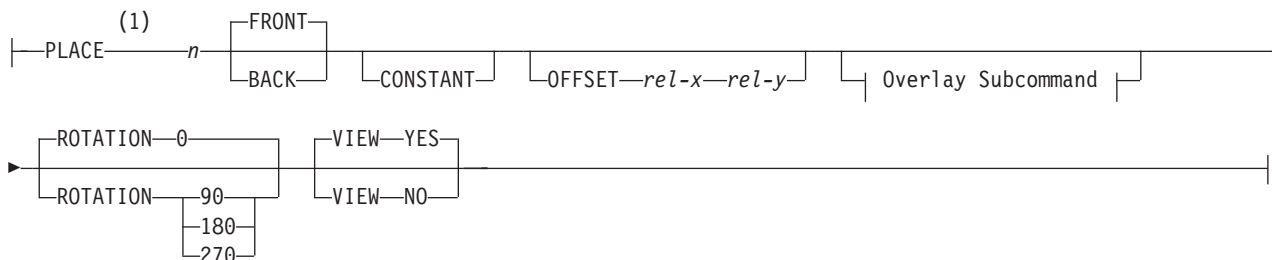 (1)
FRONT
PLACE n
BACK CONSTANT OFFSET rel-x rel-y Overlay Subcommand
ROTATION 0 VIEW YES
ROTATION 90 VIEW NO
180
270